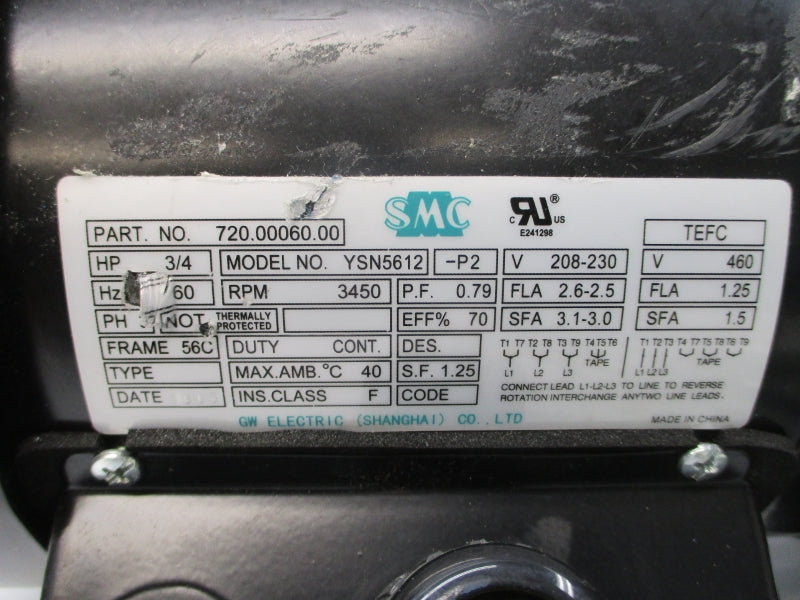 SMC
C RU® US
E241298
TEFC
PART. NO. 720.00060.00
HP 3/4 MODEL NO. YSN5612 -P2 V 208-230 V 460
Hz 60 RPM 3450 P.F. 0.79 FLA 2.6-2.5 FLA 1.25
PH NOT THERMALLY PROTECTED EFF% 70 SFA 3.1-3.0 SFA 1.5
FRAME 56C DUTY CONT. DES.
TYPE MAX.AMB.°C 40 S.F. 1.25
DATE INS.CLASS F CODE
T1 T7 T2 T8 T3 T9 T4T5 T6 T1 T2 T3 T4 T7 T5 T8 T6 T9
TAPE TAPE
L1 L2 L3 L1 L2 L3
CONNECT LEAD L1-L2-L3 TO LINE TO REVERSE
ROTATION INTERCHANGE ANYTWO LINE LEADS.
GW ELECTRIC (SHANGHAI) CO.,LTD
MADE IN CHINA